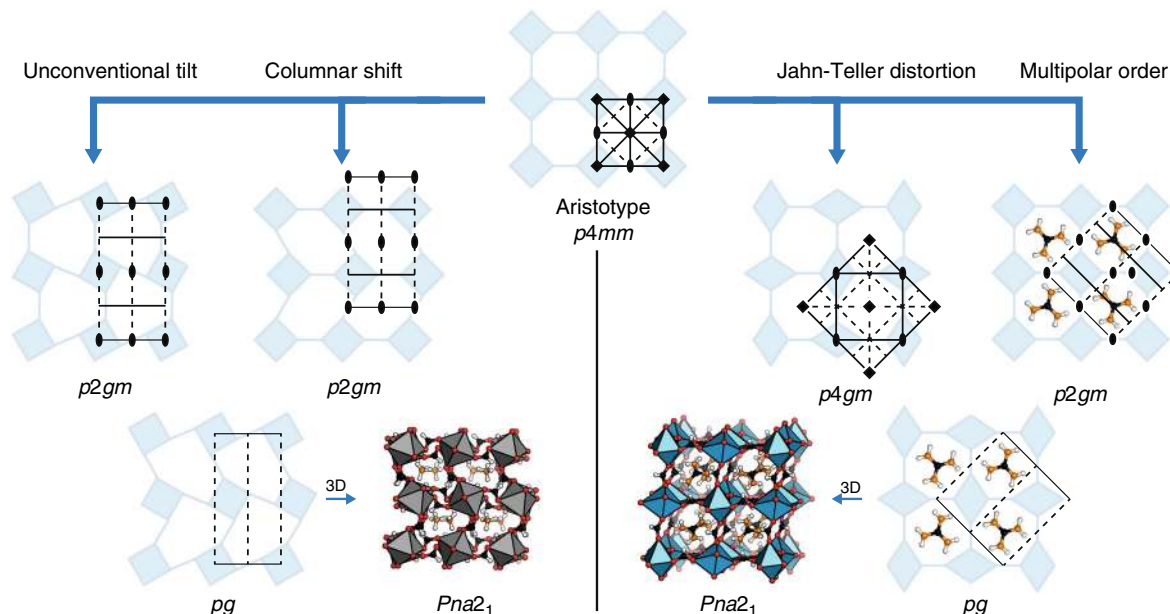 Unconventional tilt
Columnar shift
Jahn-Teller distortion
Multipolar order
Aristotype
p4mm
p2gm
p2gm
p4gm
p2gm
3D
3D
pg
Pna2₁
Pna2₁
pg